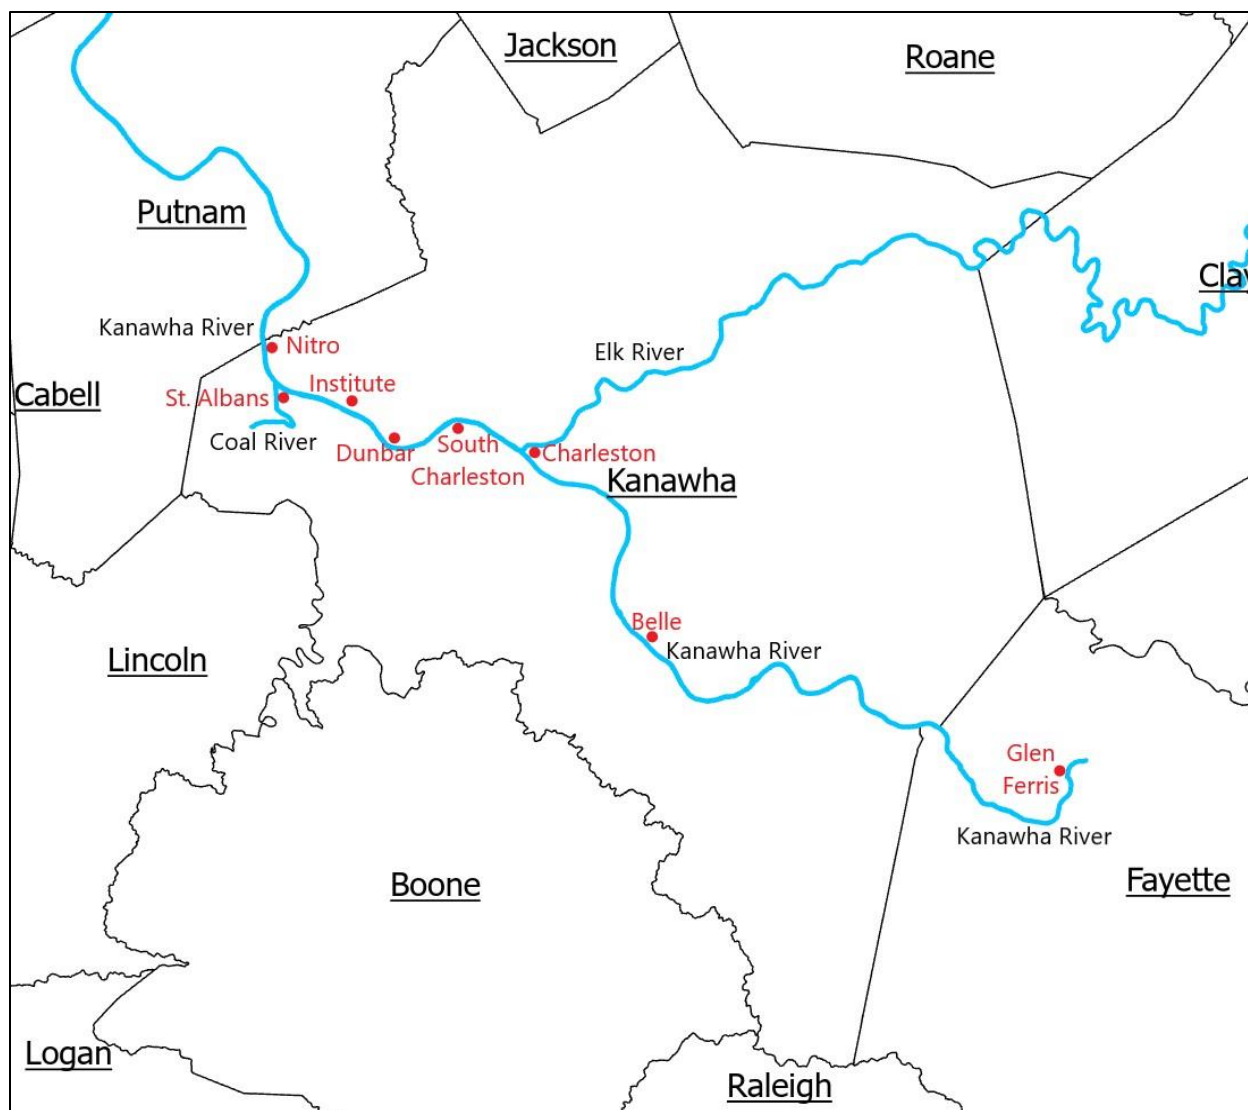 Jackson
Roane
Putnam
Clay
Kanawha River
Nitro
Elk River
Cabell
St. Albans
Institute
Coal River
Dunbar
South
Charleston
Charleston
Kanawha
Belle
Kanawha River
Lincoln
Glen
Ferris
Kanawha River
Boone
Fayette
Logan
Raleigh